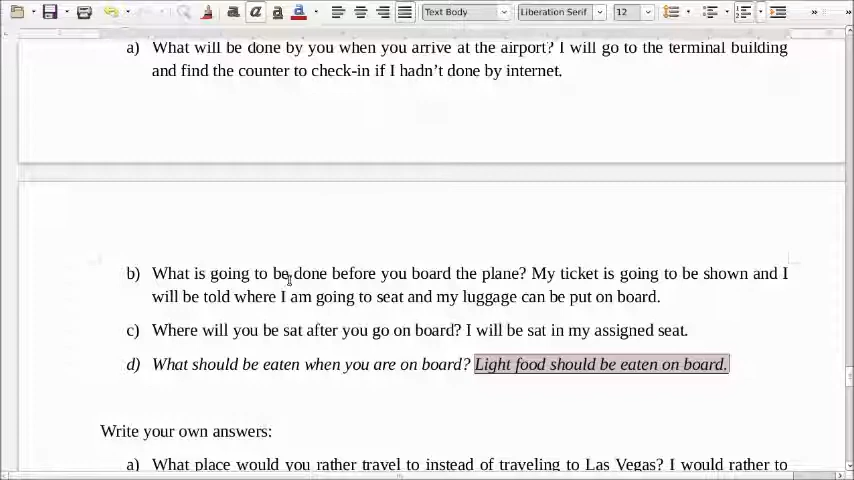 Text Body Liberation Serif 12
a) What will be done by you when you arrive at the airport? I will go to the terminal building
and find the counter to check-in if I hadn’t done by internet.
b) What is going to be done before you board the plane? My ticket is going to be shown and I
will be told where I am going to seat and my luggage can be put on board.
c) Where will you be sat after you go on board? I will be sat in my assigned seat.
d) What should be eaten when you are on board? Light food should be eaten on board.
Write your own answers:
a) What place would you rather travel to instead of traveling to Las Vegas? I would rather to